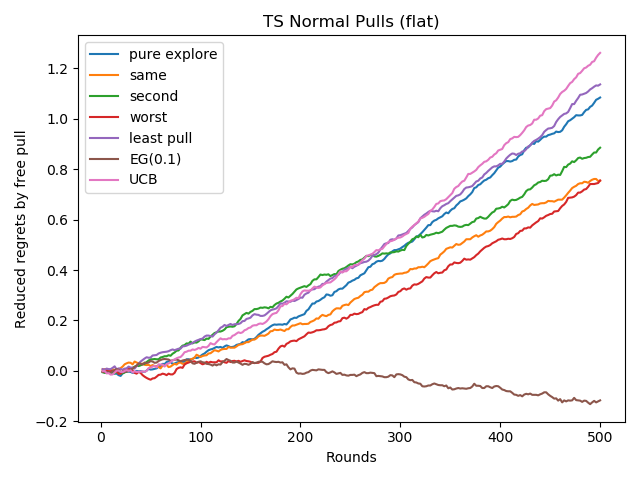 TS Normal Pulls (flat)
pure explore
same
second
worst
least pull
EG(0.1)
UCB
Reduced regrets by free pull
1.2
1.0
0.8
0.6
0.4
0.2
0.0
−0.2
0
100
200
300
400
500
Rounds